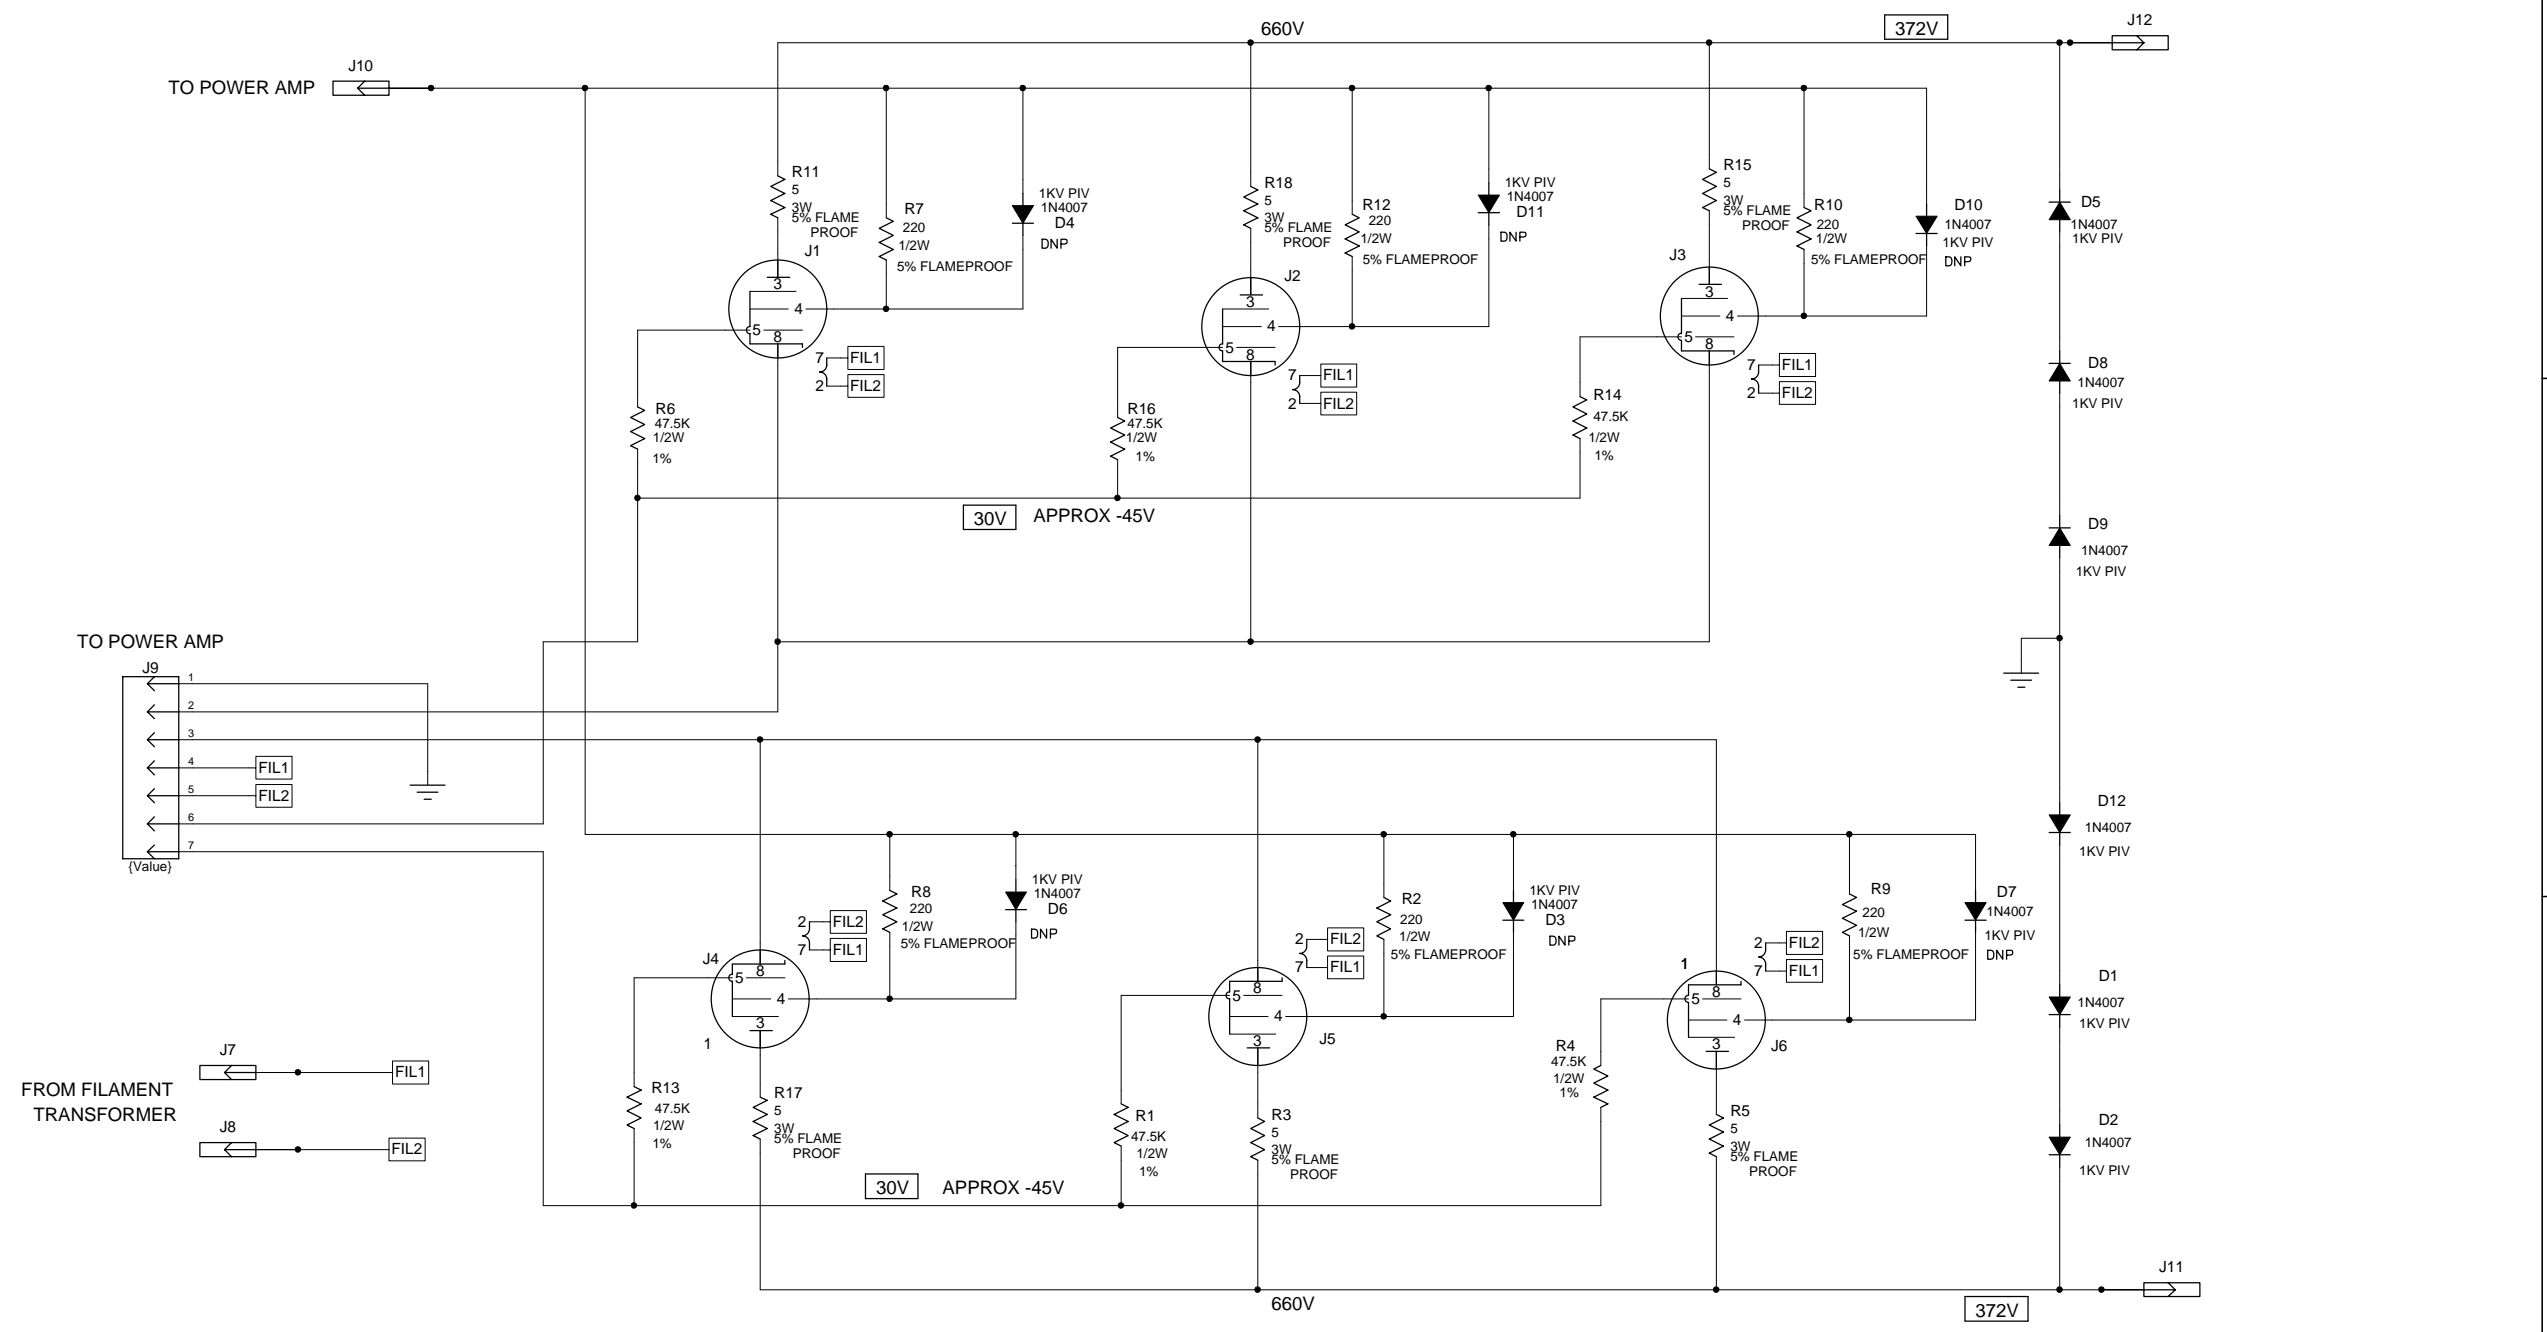 660V
372V
J12
J10
TO POWER AMP
R11
5
3W
5% FLAME
PROOF
J1
3
4
5
8
7
FIL1
2
FIL2
R7
220
1/2W
5% FLAMEPROOF
1KV PIV
1N4007
D4
DNP
R18
5
3W
5% FLAME
PROOF
J2
3
4
5
8
7
FIL1
2
FIL2
R12
220
1/2W
5% FLAMEPROOF
1KV PIV
1N4007
D11
DNP
R15
5
3W
5% FLAME
PROOF
J3
3
4
5
8
7
FIL1
2
FIL2
R10
220
1/2W
5% FLAMEPROOF
D10
1N4007
1KV PIV
DNP
D5
1N4007
1KV PIV
D8
1N4007
1KV PIV
D9
1N4007
1KV PIV
R6
47.5K
1/2W
1%
R16
47.5K
1/2W
1%
R14
47.5K
1/2W
1%
30V
APPROX -45V
TO POWER AMP
J9
1
2
3
4
FIL1
5
FIL2
6
7
{Value}
J4
5
8
4
3
1
2
FIL2
7
FIL1
R8
220
1/2W
5% FLAMEPROOF
1KV PIV
1N4007
D6
DNP
5
8
4
3
J5
2
FIL2
7
FIL1
R2
220
1/2W
5% FLAMEPROOF
1KV PIV
1N4007
D3
DNP
1
5
8
4
3
J6
2
FIL2
7
FIL1
R9
220
1/2W
5% FLAMEPROOF
D7
1N4007
1KV PIV
DNP
D12
1N4007
1KV PIV
D1
1N4007
1KV PIV
D2
1N4007
1KV PIV
FROM FILAMENT
TRANSFORMER
J7
FIL1
J8
FIL2
R13
47.5K
1/2W
1%
R17
5
3W
5% FLAME
PROOF
R1
47.5K
1/2W
1%
R3
5
3W
5% FLAME
PROOF
R4
47.5K
1/2W
1%
R5
5
3W
5% FLAME
PROOF
30V
APPROX -45V
660V
J11
372V